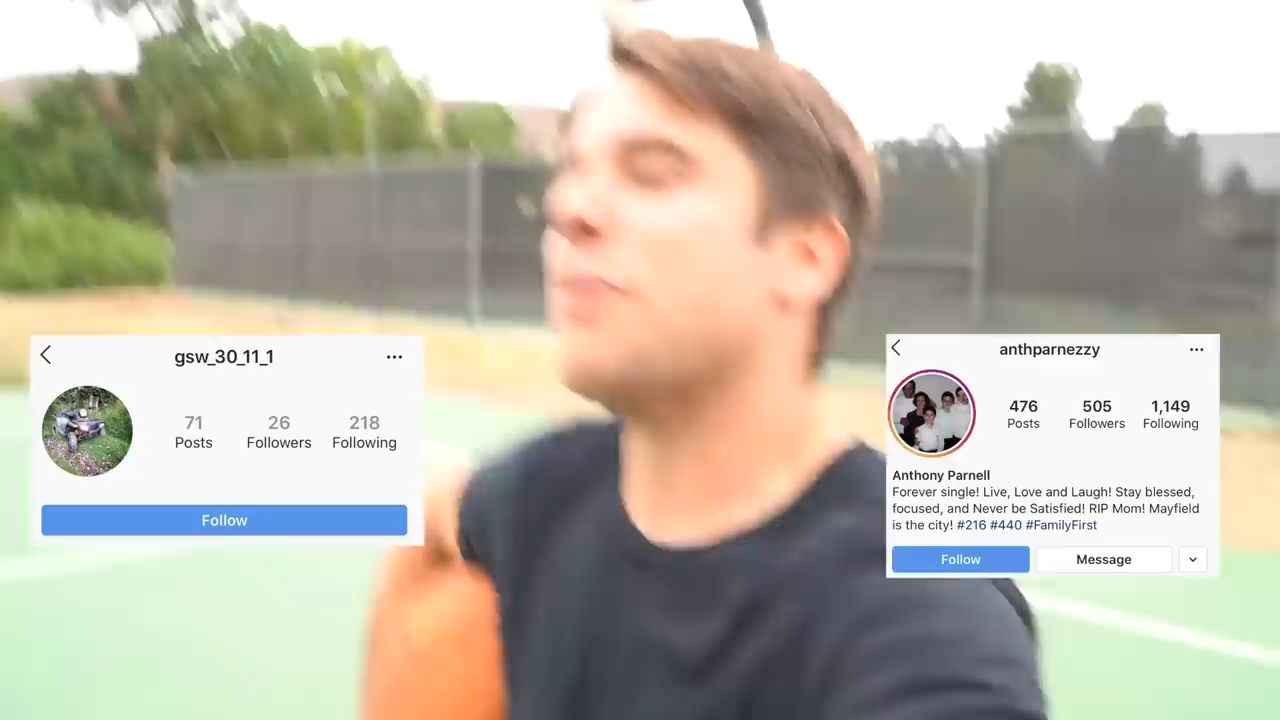 gsw_30_11_1
...
71 26 218
Posts Followers Following
Follow
anthparnezzy
...
476 505 1,149
Posts Followers Following
Anthony Parnell
Forever single! Live, Love and Laugh! Stay blessed,
focused, and Never be Satisfied! RIP Mom! Mayfield
is the city! #216 #440 #FamilyFirst
Follow Message